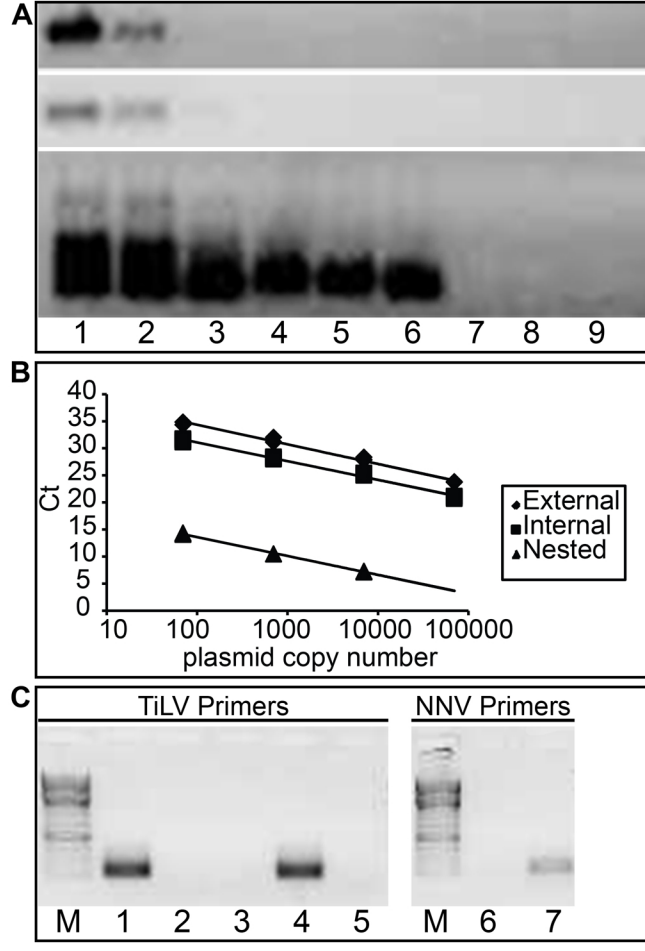 A
1 2 3 4 5 6 7 8 9
B
40
35
30
25
20
15
10
5
0
Ct
10 100 1000 10000 100000
plasmid copy number
External
Internal
Nested
C
TiLV Primers NNV Primers
M 1 2 3 4 5 M 6 7